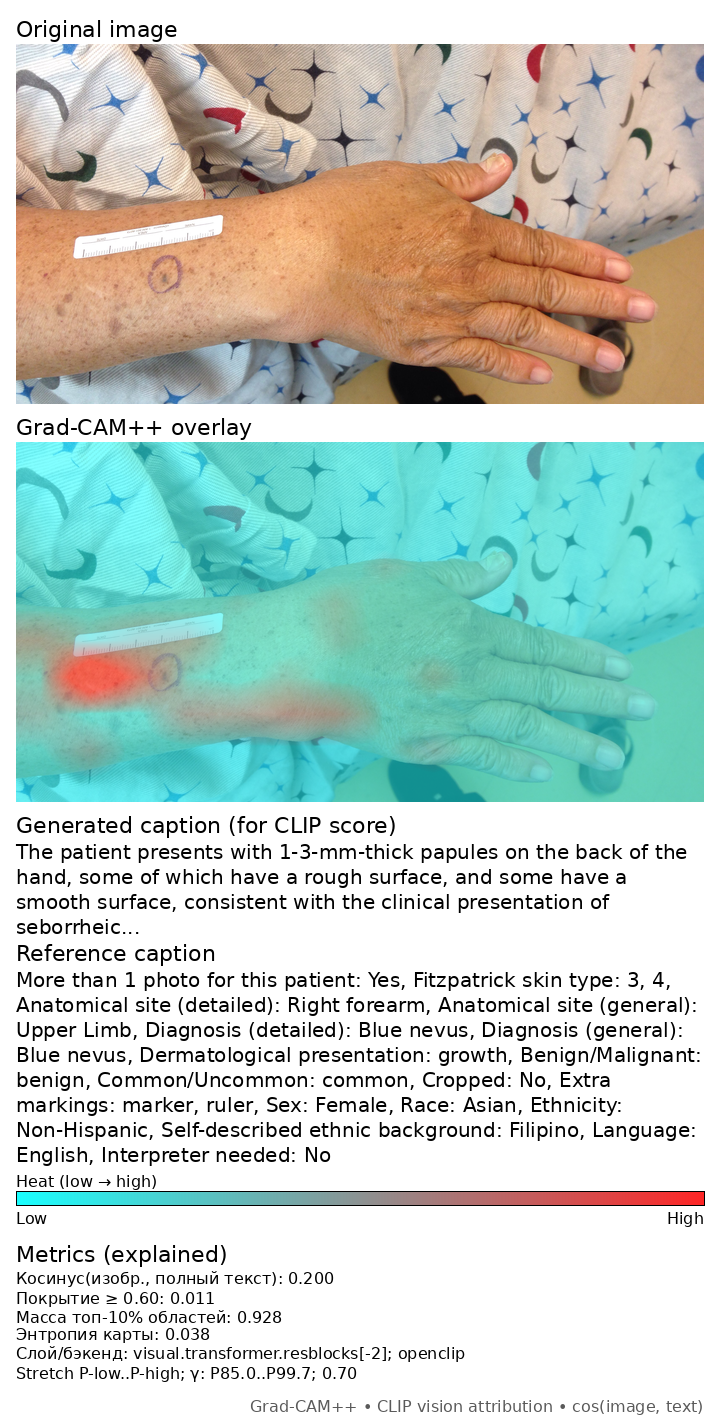 Original image
Grad-CAM++ overlay
Generated caption (for CLIP score)
The patient presents with 1-3-mm-thick papules on the back of the
hand, some of which have a rough surface, and some have a
smooth surface, consistent with the clinical presentation of
seborrheic...
Reference caption
More than 1 photo for this patient: Yes, Fitzpatrick skin type: 3, 4,
Anatomical site (detailed): Right forearm, Anatomical site (general):
Upper Limb, Diagnosis (detailed): Blue nevus, Diagnosis (general):
Blue nevus, Dermatological presentation: growth, Benign/Malignant:
benign, Common/Uncommon: common, Cropped: No, Extra
markings: marker, ruler, Sex: Female, Race: Asian, Ethnicity:
Non-Hispanic, Self-described ethnic background: Filipino, Language:
English, Interpreter needed: No
Heat (low → high)
Low High
Metrics (explained)
Косинус(изобр., полный текст): 0.200
Покрытие ≥ 0.60: 0.011
Масса топ-10% областей: 0.928
Энтропия карты: 0.038
Слой/бэкенд: visual.transformer.resblocks[-2]; openclip
Stretch P-low..P-high; γ: P85.0..P99.7; 0.70
Grad-CAM++ • CLIP vision attribution • cos(image, text)